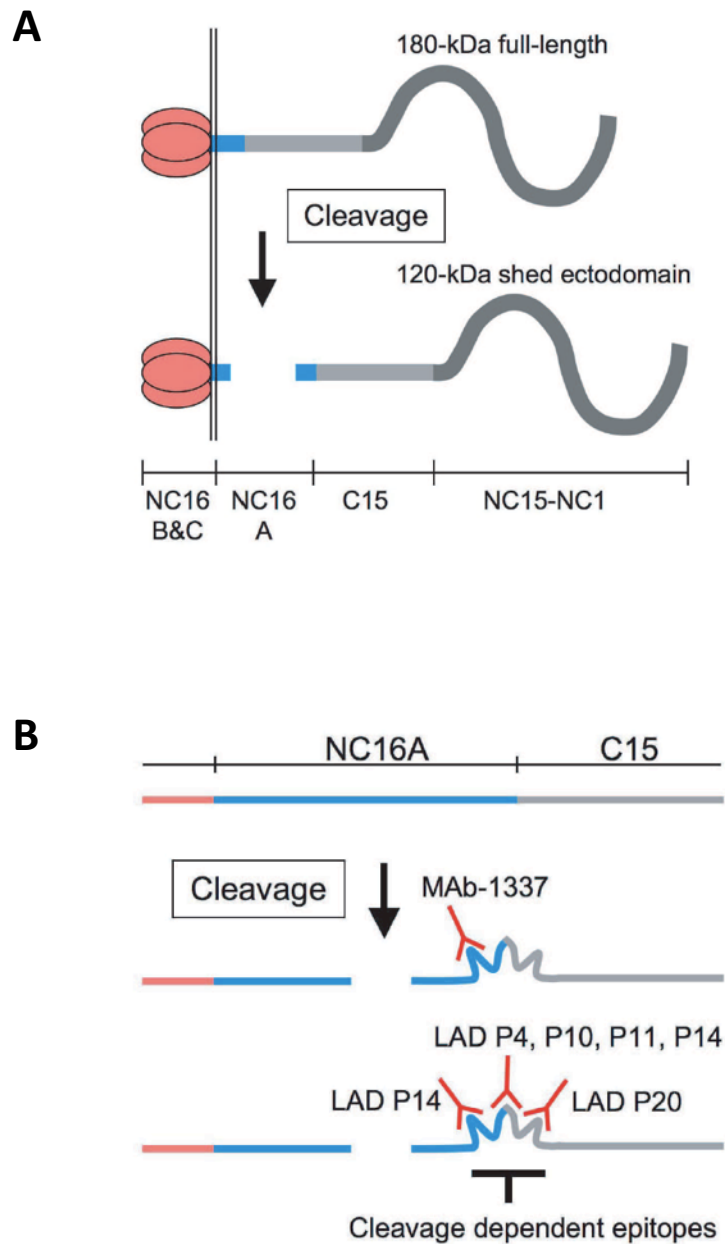 A
180-kDa full-length
Cleavage
120-kDa shed ectodomain
NC16 NC16 C15 NC15-NC1
B&C A
B
NC16A C15
Cleavage
MAb-1337
LAD P4, P10, P11, P14
LAD P14 LAD P20
Cleavage dependent epitopes